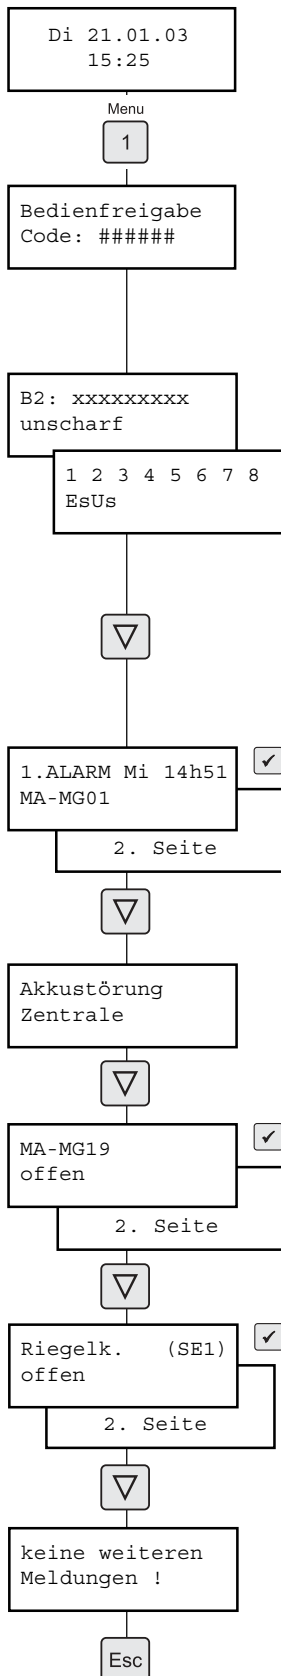 Di 21.01.03
15:25
Menu
1
Bedienfreigabe
Code: ######
B2: xxxxxxxxx
unscharf
1 2 3 4 5 6 7 8
EsUs
1.ALARM Mi 14h51
MA-MG01
2. Seite
Akkustörung
Zentrale
MA-MG19
offen
2. Seite
Riegelk. (SE1)
offen
2. Seite
keine weiteren
Meldungen !
Esc